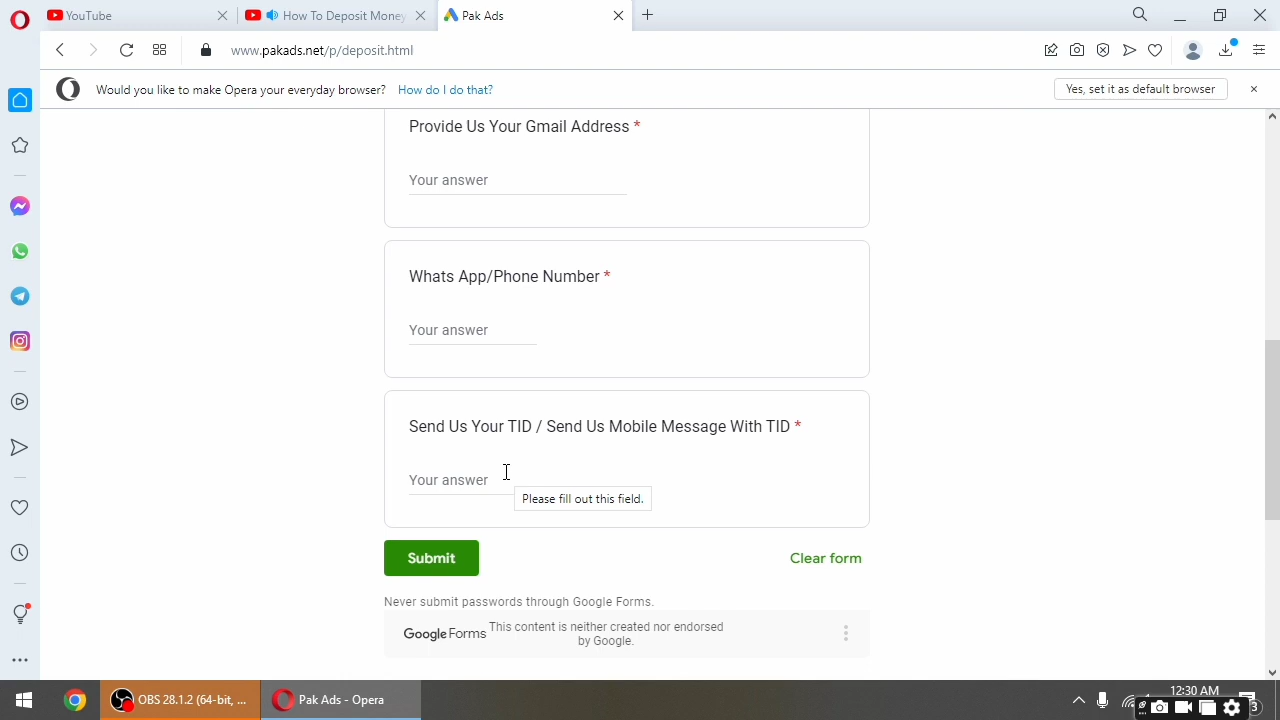 YouTube
How To Deposit Money
Pak Ads
www.pakads.net/p/deposit.html
Would you like to make Opera your everyday browser? How do I do that?
Yes, set it as default browser
Provide Us Your Gmail Address *
Your answer
Whats App/Phone Number *
Your answer
Send Us Your TID / Send Us Mobile Message With TID *
Your answer
Please fill out this field.
Submit
Clear form
Never submit passwords through Google Forms.
Google Forms
This content is neither created nor endorsed
by Google.
OBS 28.1.2 (64-bit, ...
Pak Ads - Opera
12:30 AM
3